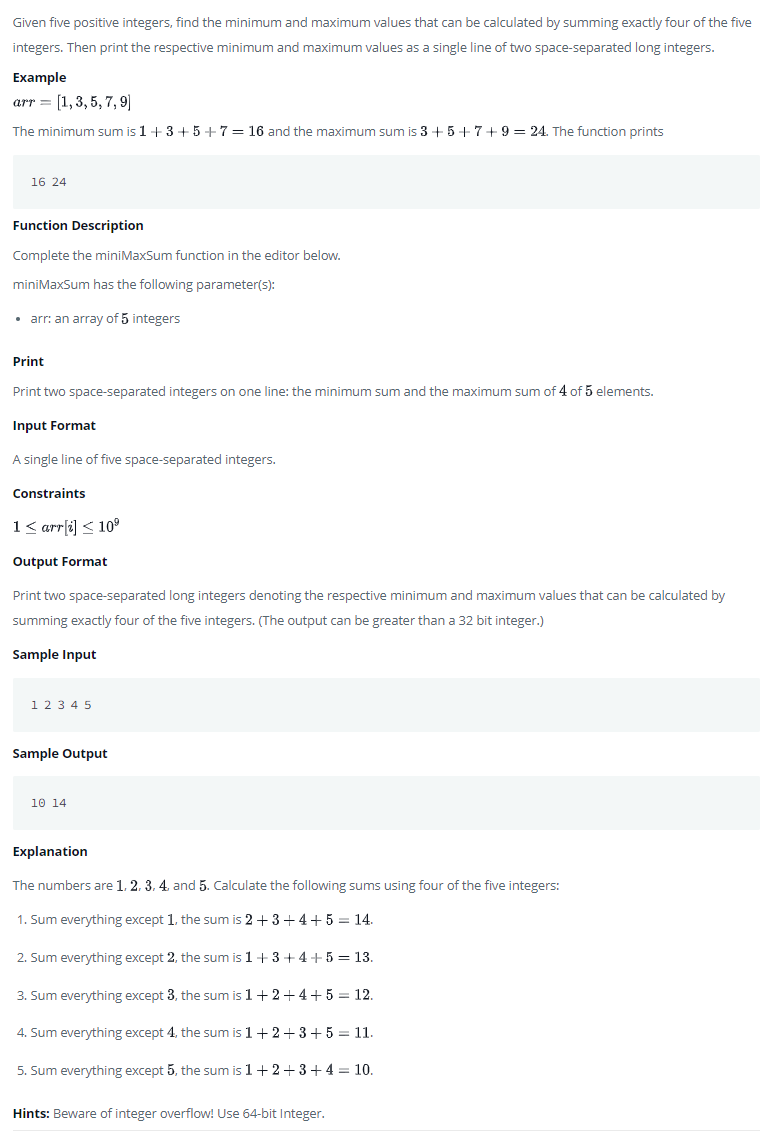 Given five positive integers, find the minimum and maximum values that can be calculated by summing exactly four of the five
integers. Then print the respective minimum and maximum values as a single line of two space-separated long integers.
Example
arr = [1, 3, 5, 7, 9]
The minimum sum is 1 + 3 + 5 + 7 = 16 and the maximum sum is 3 + 5 + 7 + 9 = 24. The function prints
16 24
Function Description
Complete the miniMaxSum function in the editor below.
miniMaxSum has the following parameter(s):
• arr: an array of 5 integers
Print
Print two space-separated integers on one line: the minimum sum and the maximum sum of 4 of 5 elements.
Input Format
A single line of five space-separated integers.
Constraints
1 ≤ arr[i] ≤ 10⁹
Output Format
Print two space-separated long integers denoting the respective minimum and maximum values that can be calculated by
summing exactly four of the five integers. (The output can be greater than a 32 bit integer.)
Sample Input
1 2 3 4 5
Sample Output
10 14
Explanation
The numbers are 1, 2, 3, 4, and 5. Calculate the following sums using four of the five integers:
1. Sum everything except 1, the sum is 2 + 3 + 4 + 5 = 14.
2. Sum everything except 2, the sum is 1 + 3 + 4 + 5 = 13.
3. Sum everything except 3, the sum is 1 + 2 + 4 + 5 = 12.
4. Sum everything except 4, the sum is 1 + 2 + 3 + 5 = 11.
5. Sum everything except 5, the sum is 1 + 2 + 3 + 4 = 10.
Hints: Beware of integer overflow! Use 64-bit Integer.